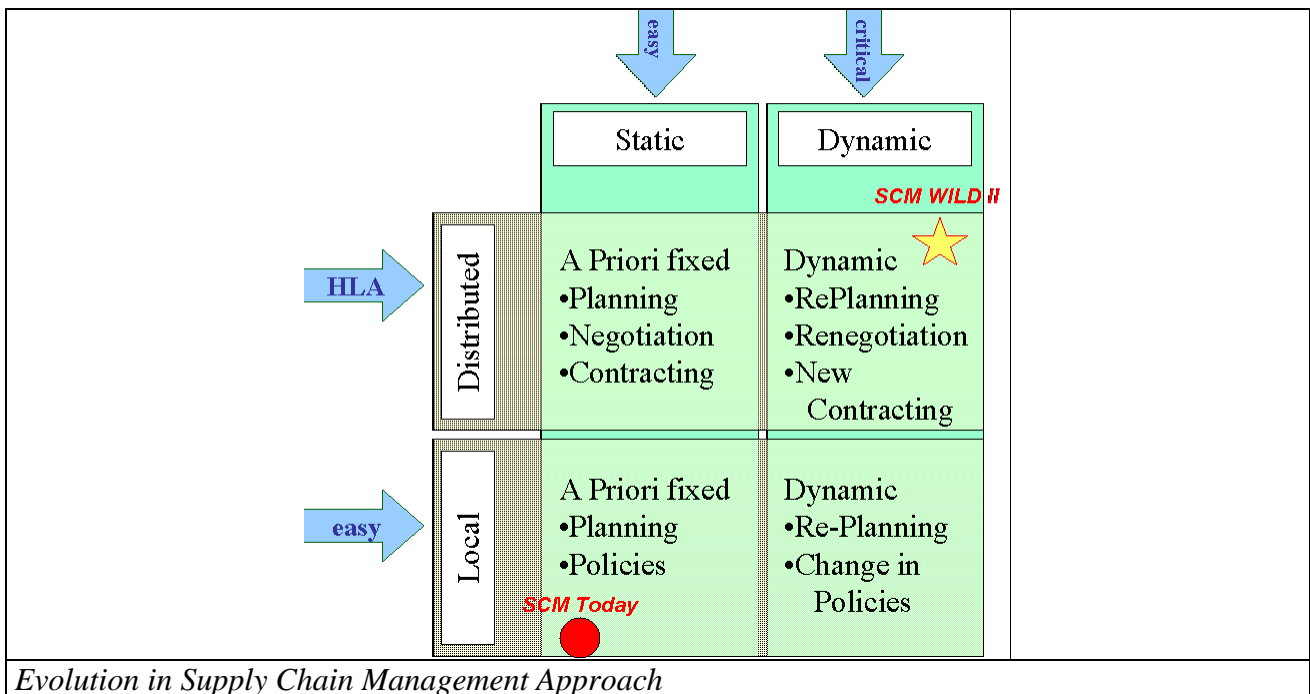 easy
critical
Static
Dynamic
SCM WILD II
HLA
Distributed
A Priori fixed
•Planning
•Negotiation
•Contracting
Dynamic
•RePlanning
•Renegotiation
•New
Contracting
easy
Local
A Priori fixed
•Planning
•Policies
SCM Today
Dynamic
•Re-Planning
•Change in
Policies
Evolution in Supply Chain Management Approach